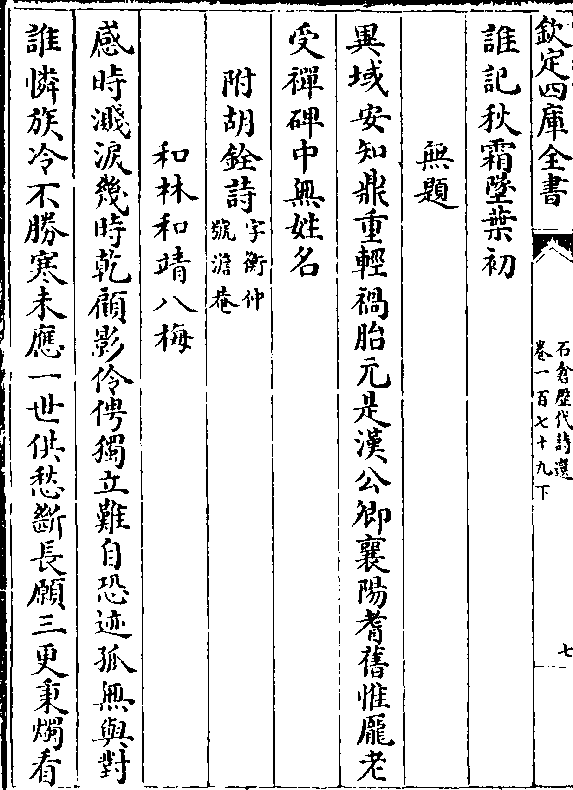 欽定四庫全書
石倉歷代詩選
卷一百七十九下
七
誰記秋霜墜葉初
無題
異域安知鼎重輕禍胎元是漢公卿襄陽耆舊惟龐老
受禪碑中無姓名
附胡銓詩字衡仲
號澹菴
和林和靖八梅
感時濺淚幾時乾顧影伶俜獨立難自恐迹孤無與對
誰憐族冷不勝寒未應一世供愁斷長願三更秉燭看